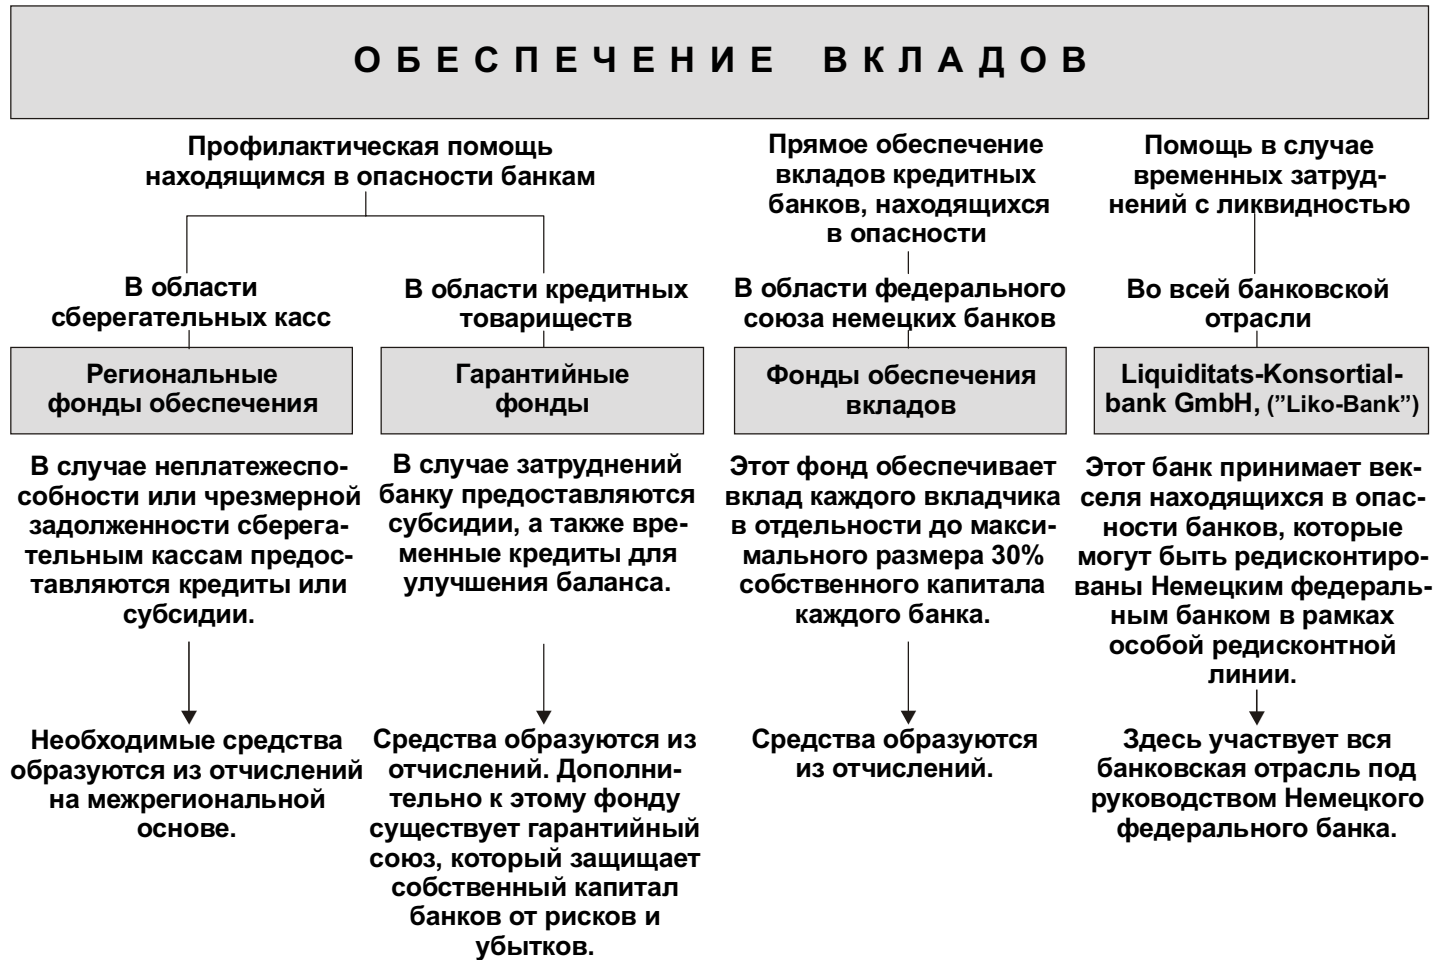 ОБЕСПЕЧЕНИЕ ВКЛАДОВ
Профилактическая помощь
находящимся в опасности банкам
Прямое обеспечение
вкладов кредитных
банков, находящихся
в опасности
Помощь в случае
временных затруд-
нений с ликвидностью
В области
сберегательных касс
В области кредитных
товариществ
В области федерального
союза немецких банков
Во всей банковской
отрасли
Региональные
фонды обеспечения
Гарантийные
фонды
Фонды обеспечения
вкладов
Liquiditats-Konsortial-
bank GmbH, ("Liko-Bank")
В случае неплатежеспо-
собности или чрезмерной
задолженности сберега-
тельным кассам предос-
тавляются кредиты или
субсидии.
В случае затруднений
банку предоставляются
субсидии, а также вре-
менные кредиты для
улучшения баланса.
Этот фонд обеспечивает
вклад каждого вкладчика
в отдельности до макси-
мального размера 30%
собственного капитала
каждого банка.
Этот банк принимает век-
селя находящихся в опас-
ности банков, которые
могут быть редисконтиро-
ваны Немецким федераль-
ным банком в рамках
особой редисконтной
линии.
Необходимые средства
образуются из отчислений
на межрегиональной
основе.
Средства образуются из
отчислений. Дополни-
тельно к этому фонду
существует гарантийный
союз, который защищает
собственный капитал
банков от рисков и
убытков.
Средства образуются
из отчислений.
Здесь участвует вся
банковская отрасль под
руководством Немецкого
федерального банка.